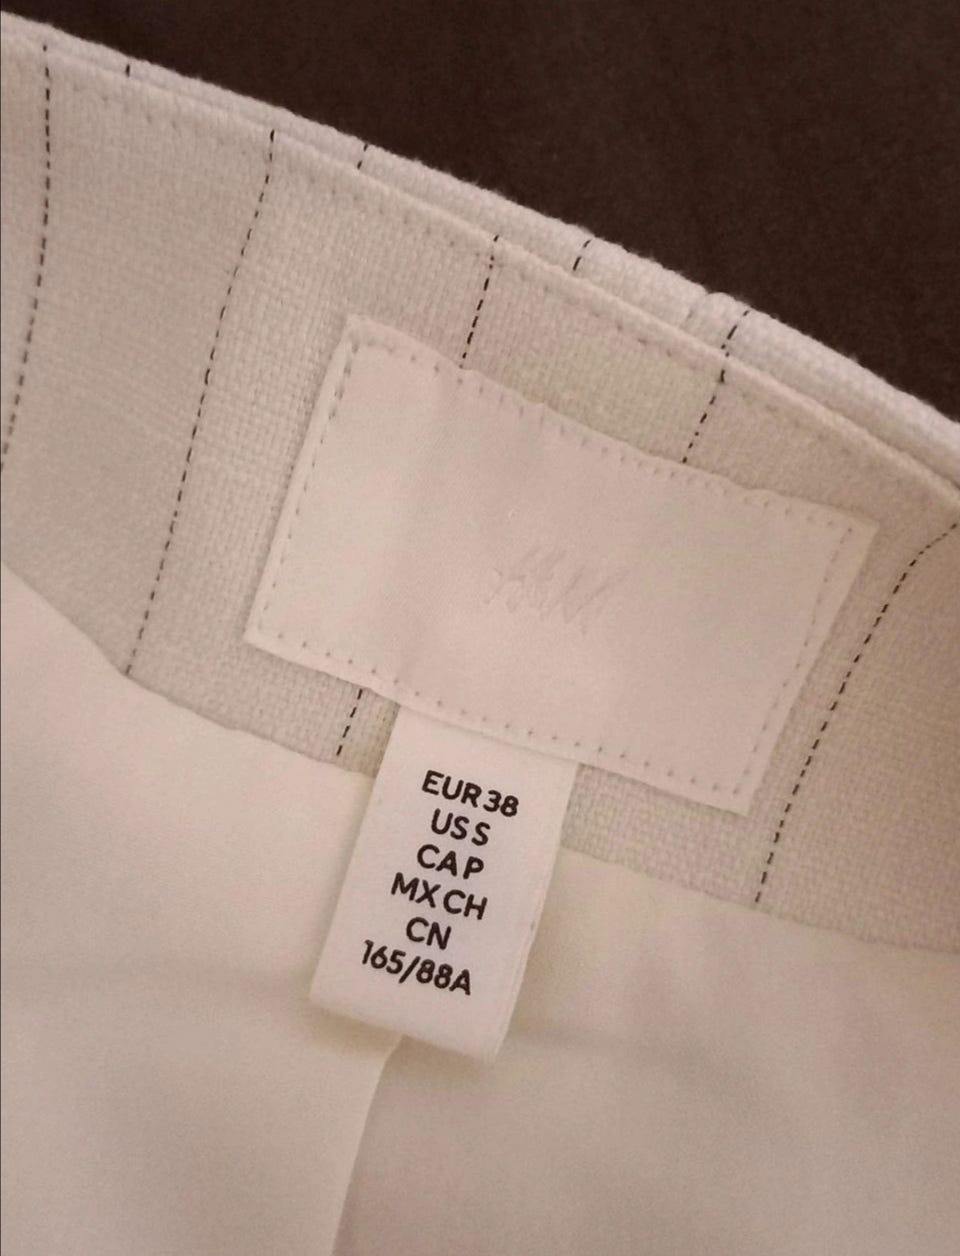 H&M
EUR 38
US S
CA P
MX CH
CN
165/88A